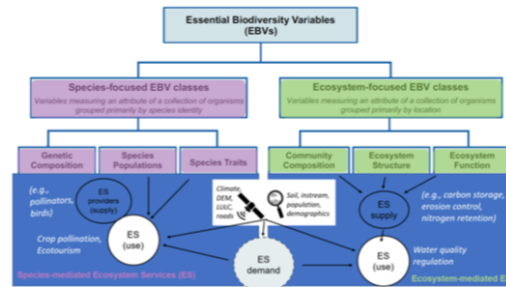 Essential Biodiversity Variables
(EBVs)
Species-focused EBV classes
Variables measuring an attribute of a collection of organisms
grouped primarily by species identity
Ecosystem-focused EBV classes
Variables measuring an attribute of a collection of organisms
grouped primarily by location
Genetic
Composition
Species
Populations
Species Traits
Community
Composition
Ecosystem
Structure
Ecosystem
Function
(e.g.,
pollinators,
birds)
ES
providers
(supply)
Climate,
DEM,
LULC,
roads
Soil, instream,
population,
demographics
ES
supply
(e.g., carbon storage,
erosion control,
nitrogen retention)
ES
(use)
Crop pollination,
Ecotourism
ES
demand
ES
(use)
Water quality
regulation
Species-mediated Ecosystem Services (ES)
Ecosystem-mediated E